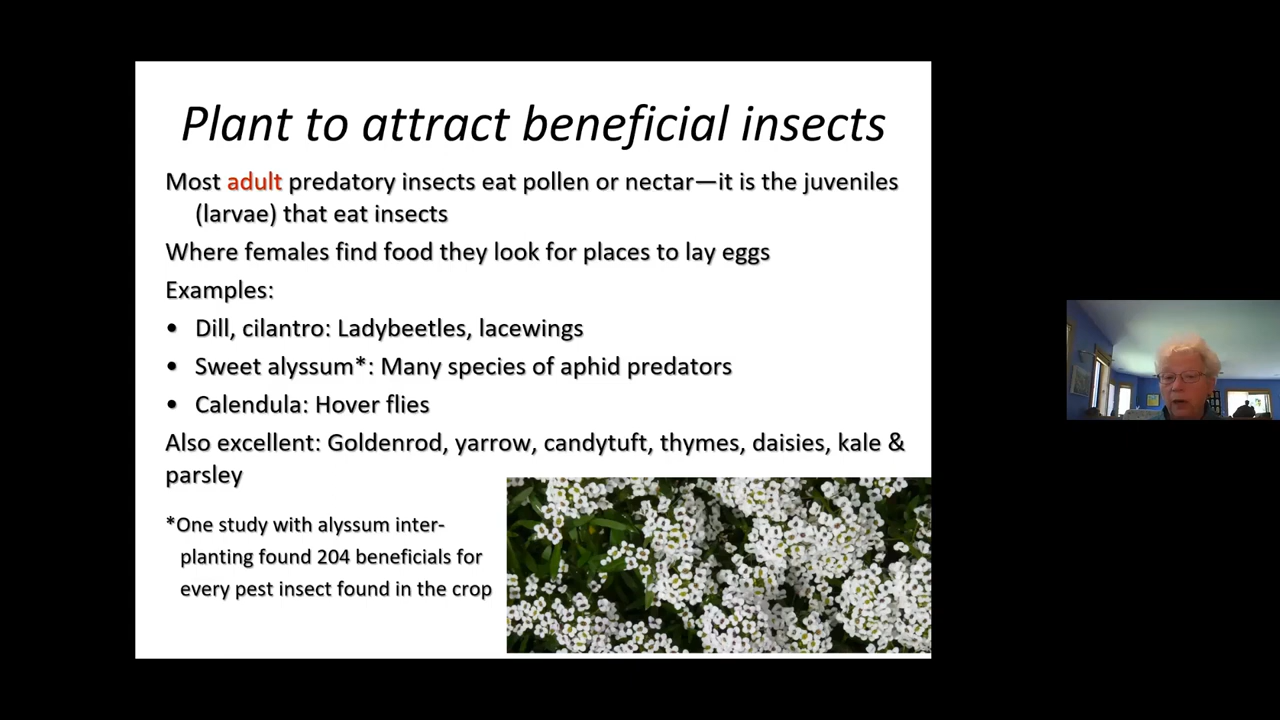 Plant to attract beneficial insects
Most adult predatory insects eat pollen or nectar—it is the juveniles
(larvae) that eat insects
Where females find food they look for places to lay eggs
Examples:
• Dill, cilantro: Ladybeetles, lacewings
• Sweet alyssum*: Many species of aphid predators
• Calendula: Hover flies
Also excellent: Goldenrod, yarrow, candytuft, thymes, daisies, kale &
parsley
*One study with alyssum inter-
planting found 204 beneficials for
every pest insect found in the crop